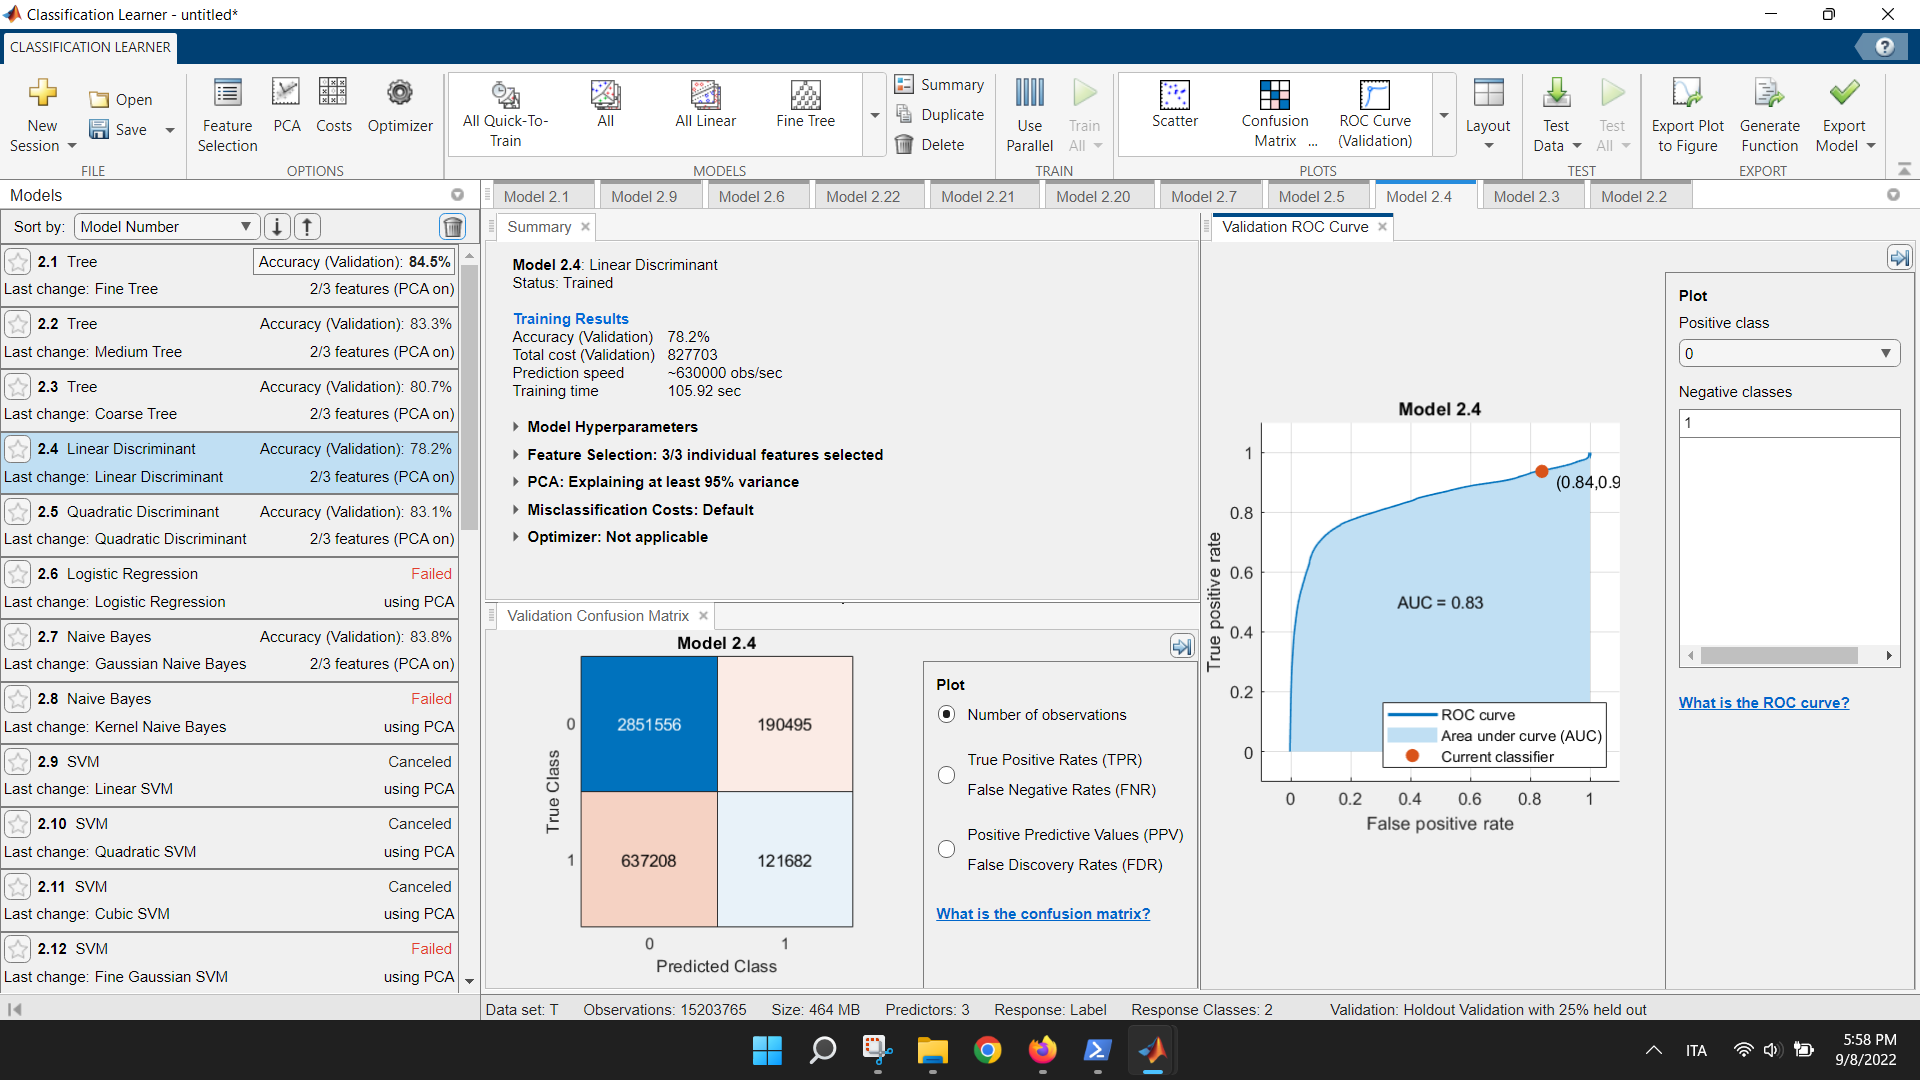 Classification Learner - untitled*
CLASSIFICATION LEARNER
New Session
Open
Save
FILE
Feature Selection
PCA
Costs
Optimizer
OPTIONS
All Quick-To-Train
All
All Linear
Fine Tree
MODELS
Summary
Duplicate
Delete
Use Parallel
Train All
TRAIN
Scatter
Confusion Matrix ...
ROC Curve (Validation)
PLOTS
Layout
Test Data
Test All
TEST
Export Plot to Figure
Generate Function
Export Model
EXPORT
Models
Sort by: Model Number
2.1 Tree Accuracy (Validation): 84.5%
Last change: Fine Tree 2/3 features (PCA on)
2.2 Tree Accuracy (Validation): 83.3%
Last change: Medium Tree 2/3 features (PCA on)
2.3 Tree Accuracy (Validation): 80.7%
Last change: Coarse Tree 2/3 features (PCA on)
2.4 Linear Discriminant Accuracy (Validation): 78.2%
Last change: Linear Discriminant 2/3 features (PCA on)
2.5 Quadratic Discriminant Accuracy (Validation): 83.1%
Last change: Quadratic Discriminant 2/3 features (PCA on)
2.6 Logistic Regression Failed
Last change: Logistic Regression using PCA
2.7 Naive Bayes Accuracy (Validation): 83.8%
Last change: Gaussian Naive Bayes 2/3 features (PCA on)
2.8 Naive Bayes Failed
Last change: Kernel Naive Bayes using PCA
2.9 SVM Canceled
Last change: Linear SVM using PCA
2.10 SVM Canceled
Last change: Quadratic SVM using PCA
2.11 SVM Canceled
Last change: Cubic SVM using PCA
2.12 SVM Failed
Last change: Fine Gaussian SVM using PCA
Model 2.1 Model 2.9 Model 2.6 Model 2.22 Model 2.21 Model 2.20 Model 2.7 Model 2.5 Model 2.4 Model 2.3 Model 2.2
Summary
Model 2.4: Linear Discriminant
Status: Trained
Training Results
Accuracy (Validation) 78.2%
Total cost (Validation) 827703
Prediction speed ~630000 obs/sec
Training time 105.92 sec
Model Hyperparameters
Feature Selection: 3/3 individual features selected
PCA: Explaining at least 95% variance
Misclassification Costs: Default
Optimizer: Not applicable
Validation Confusion Matrix
Model 2.4
True Class
0 2851556 190495
1 637208 121682
0 1
Predicted Class
Plot
Number of observations
True Positive Rates (TPR)
False Negative Rates (FNR)
Positive Predictive Values (PPV)
False Discovery Rates (FDR)
What is the confusion matrix?
Validation ROC Curve
Model 2.4
True positive rate
1
0.8
0.6
0.4
0.2
0
(0.84,0.9
AUC = 0.83
ROC curve
Area under curve (AUC)
Current classifier
0 0.2 0.4 0.6 0.8 1
False positive rate
Plot
Positive class
0
Negative classes
1
What is the ROC curve?
Data set: T Observations: 15203765 Size: 464 MB Predictors: 3 Response: Label Response Classes: 2 Validation: Holdout Validation with 25% held out
ITA
5:58 PM
9/8/2022